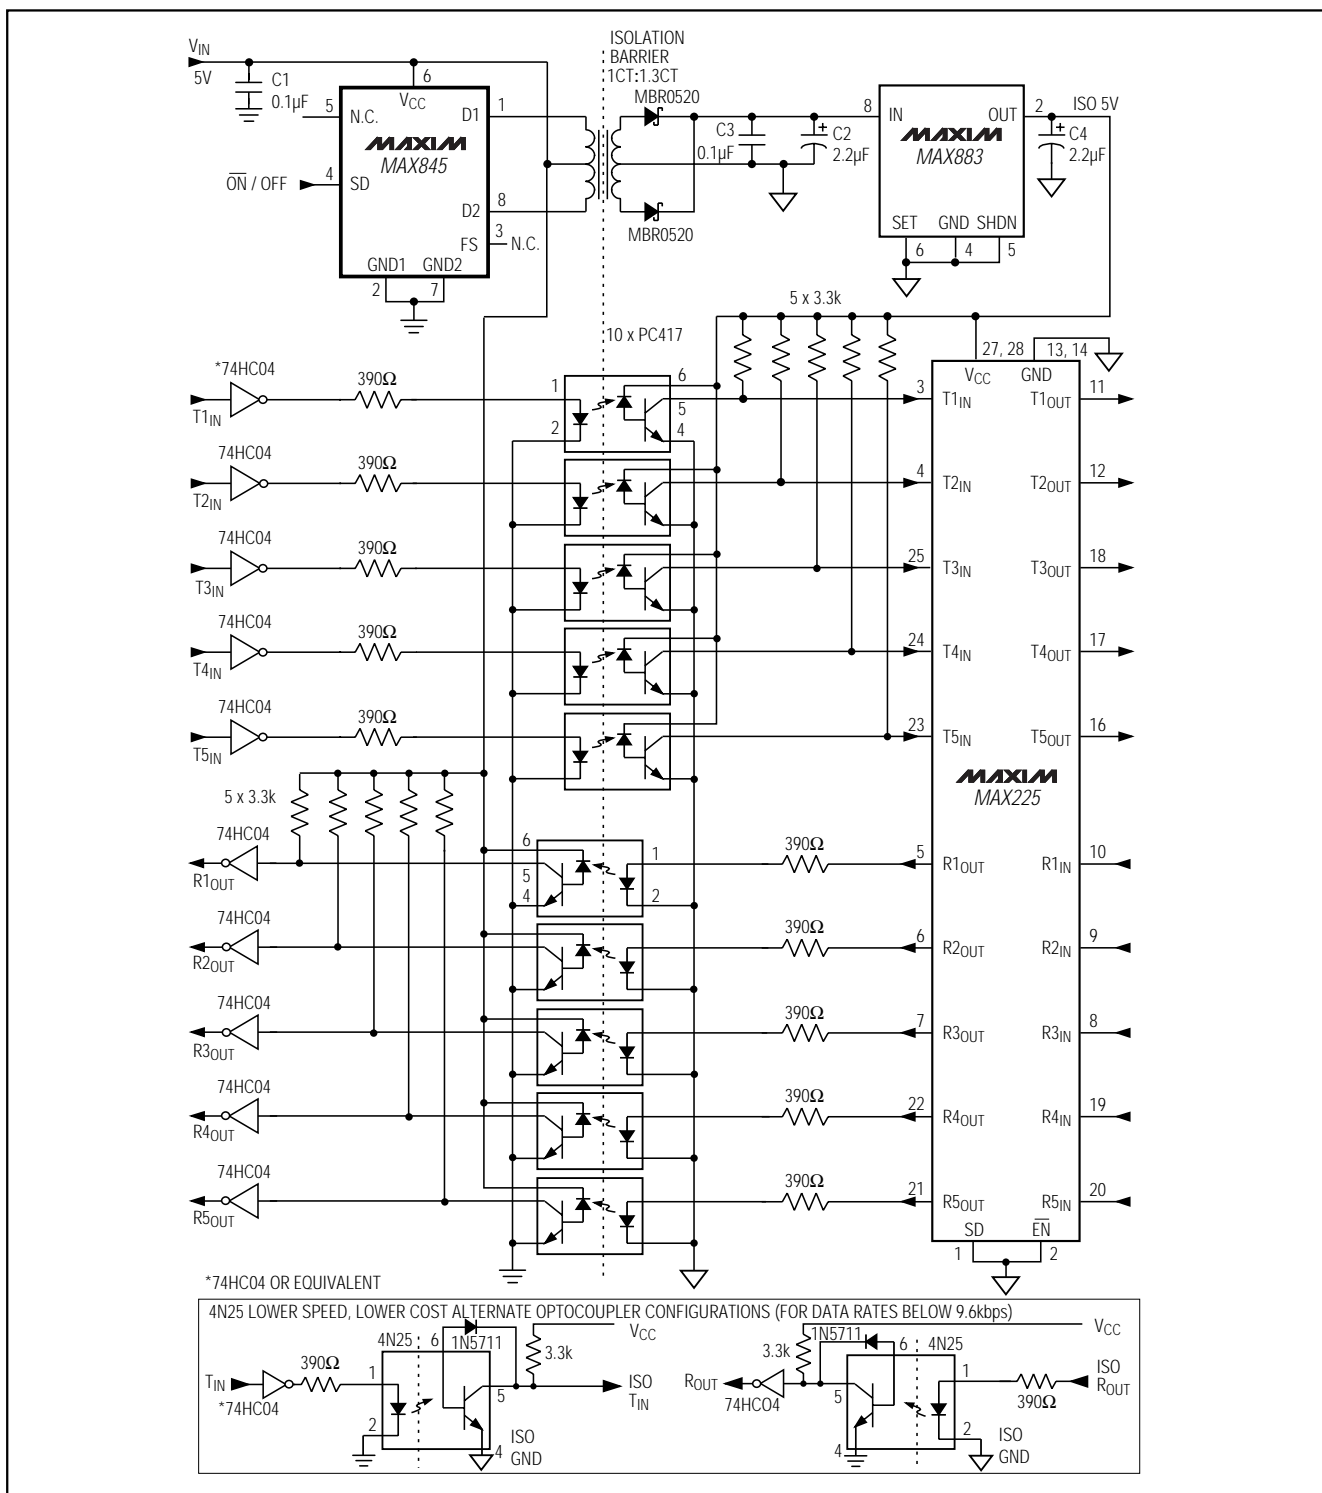 V_IN
5V
C1
0.1µF
5
N.C.
6
V_CC
D1
1
MAXIM
MAX845
ON / OFF
4
SD
D2
8
FS
3
N.C.
GND1
GND2
2
7
ISOLATION
BARRIER
1CT:1.3CT
MBR0520
MBR0520
C3
0.1µF
C2
2.2µF
8
IN
OUT
2
ISO 5V
MAXIM
MAX883
C4
2.2µF
SET
GND
SHDN
6
4
5
5 x 3.3k
10 x PC417
*74HC04
390Ω
T1IN
1
2
6
5
4
3
T1IN
27, 28
13, 14
V_CC
GND
T1OUT
11
74HC04
390Ω
T2IN
4
T2IN
T2OUT
12
74HC04
390Ω
T3IN
25
T3IN
T3OUT
18
74HC04
390Ω
T4IN
24
T4IN
T4OUT
17
74HC04
390Ω
T5IN
23
T5IN
T5OUT
16
MAXIM
MAX225
5 x 3.3k
74HC04
R1OUT
6
5
4
1
2
390Ω
5
R1OUT
R1IN
10
74HC04
R2OUT
390Ω
6
R2OUT
R2IN
9
74HC04
R3OUT
390Ω
7
R3OUT
R3IN
8
74HC04
R4OUT
390Ω
22
R4OUT
R4IN
19
74HC04
R5OUT
390Ω
21
R5OUT
R5IN
20
SD
EN
1
2
*74HC04 OR EQUIVALENT
4N25 LOWER SPEED, LOWER COST ALTERNATE OPTOCOUPLER CONFIGURATIONS (FOR DATA RATES BELOW 9.6kbps)
4N25
6
1N5711
V_CC
3.3k
390Ω
T_IN
*74HC04
1
2
5
4
ISO
T_IN
ISO
GND
3.3k
1N5711
6
4N25
V_CC
R_OUT
74HCO4
5
4
1
2
390Ω
ISO
R_OUT
ISO
GND